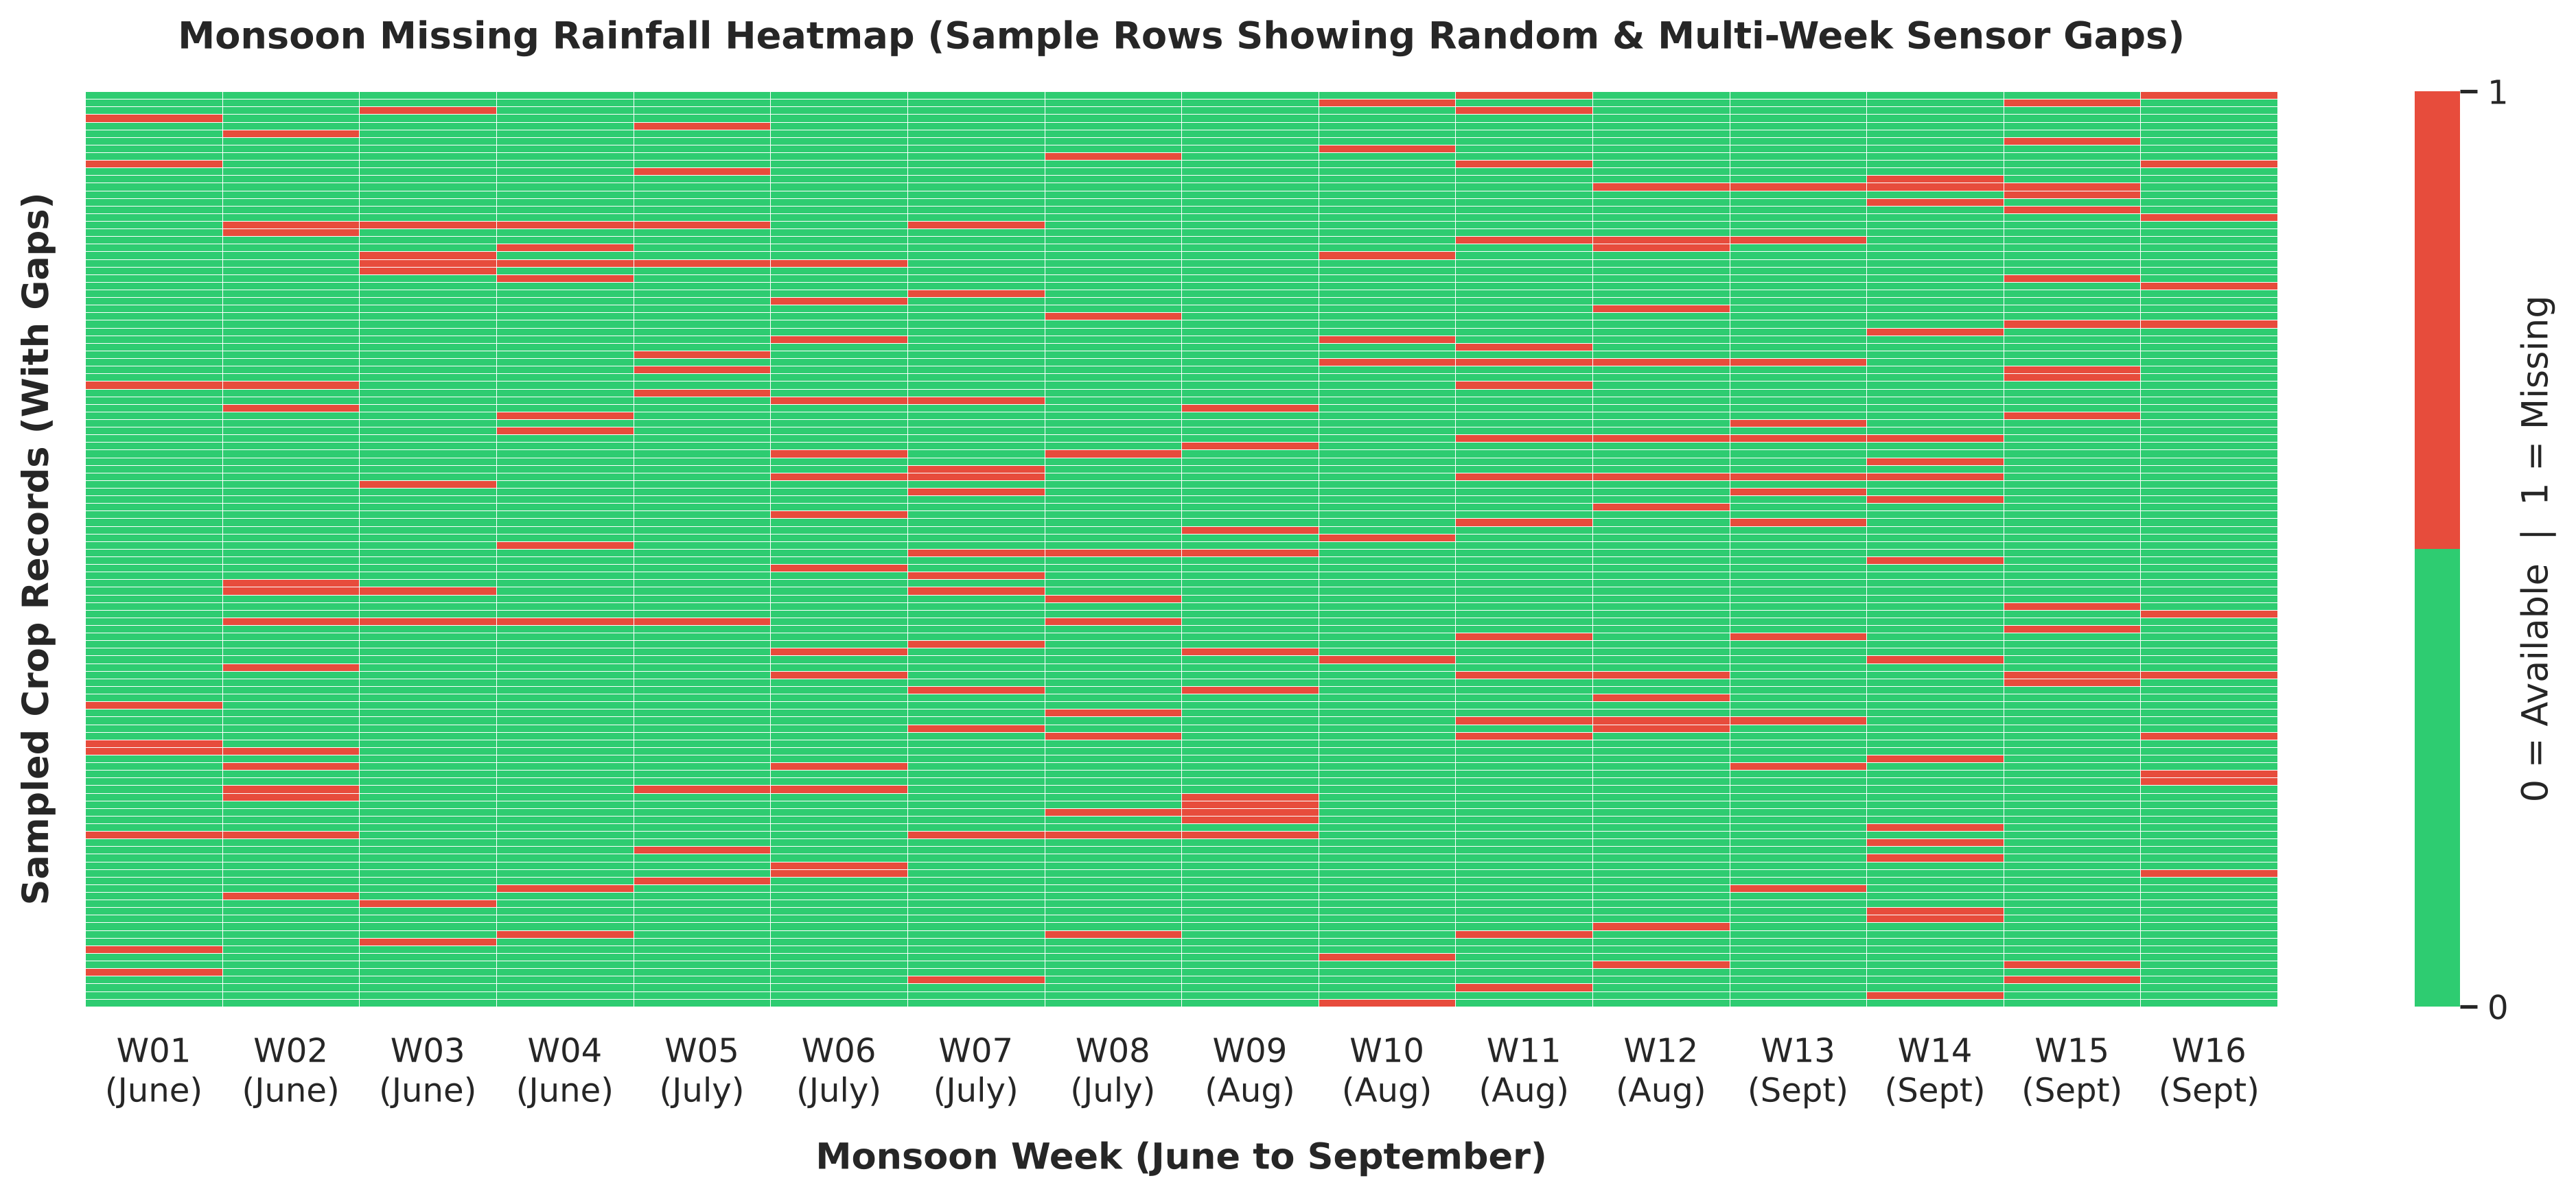 Monsoon Missing Rainfall Heatmap (Sample Rows Showing Random & Multi-Week Sensor Gaps)
Sampled Crop Records (With Gaps)
W01 W02 W03 W04 W05 W06 W07 W08 W09 W10 W11 W12 W13 W14 W15 W16
(June) (June) (June) (June) (July) (July) (July) (July) (Aug) (Aug) (Aug) (Aug) (Sept) (Sept) (Sept) (Sept)
Monsoon Week (June to September)
1
0
0 = Available | 1 = Missing